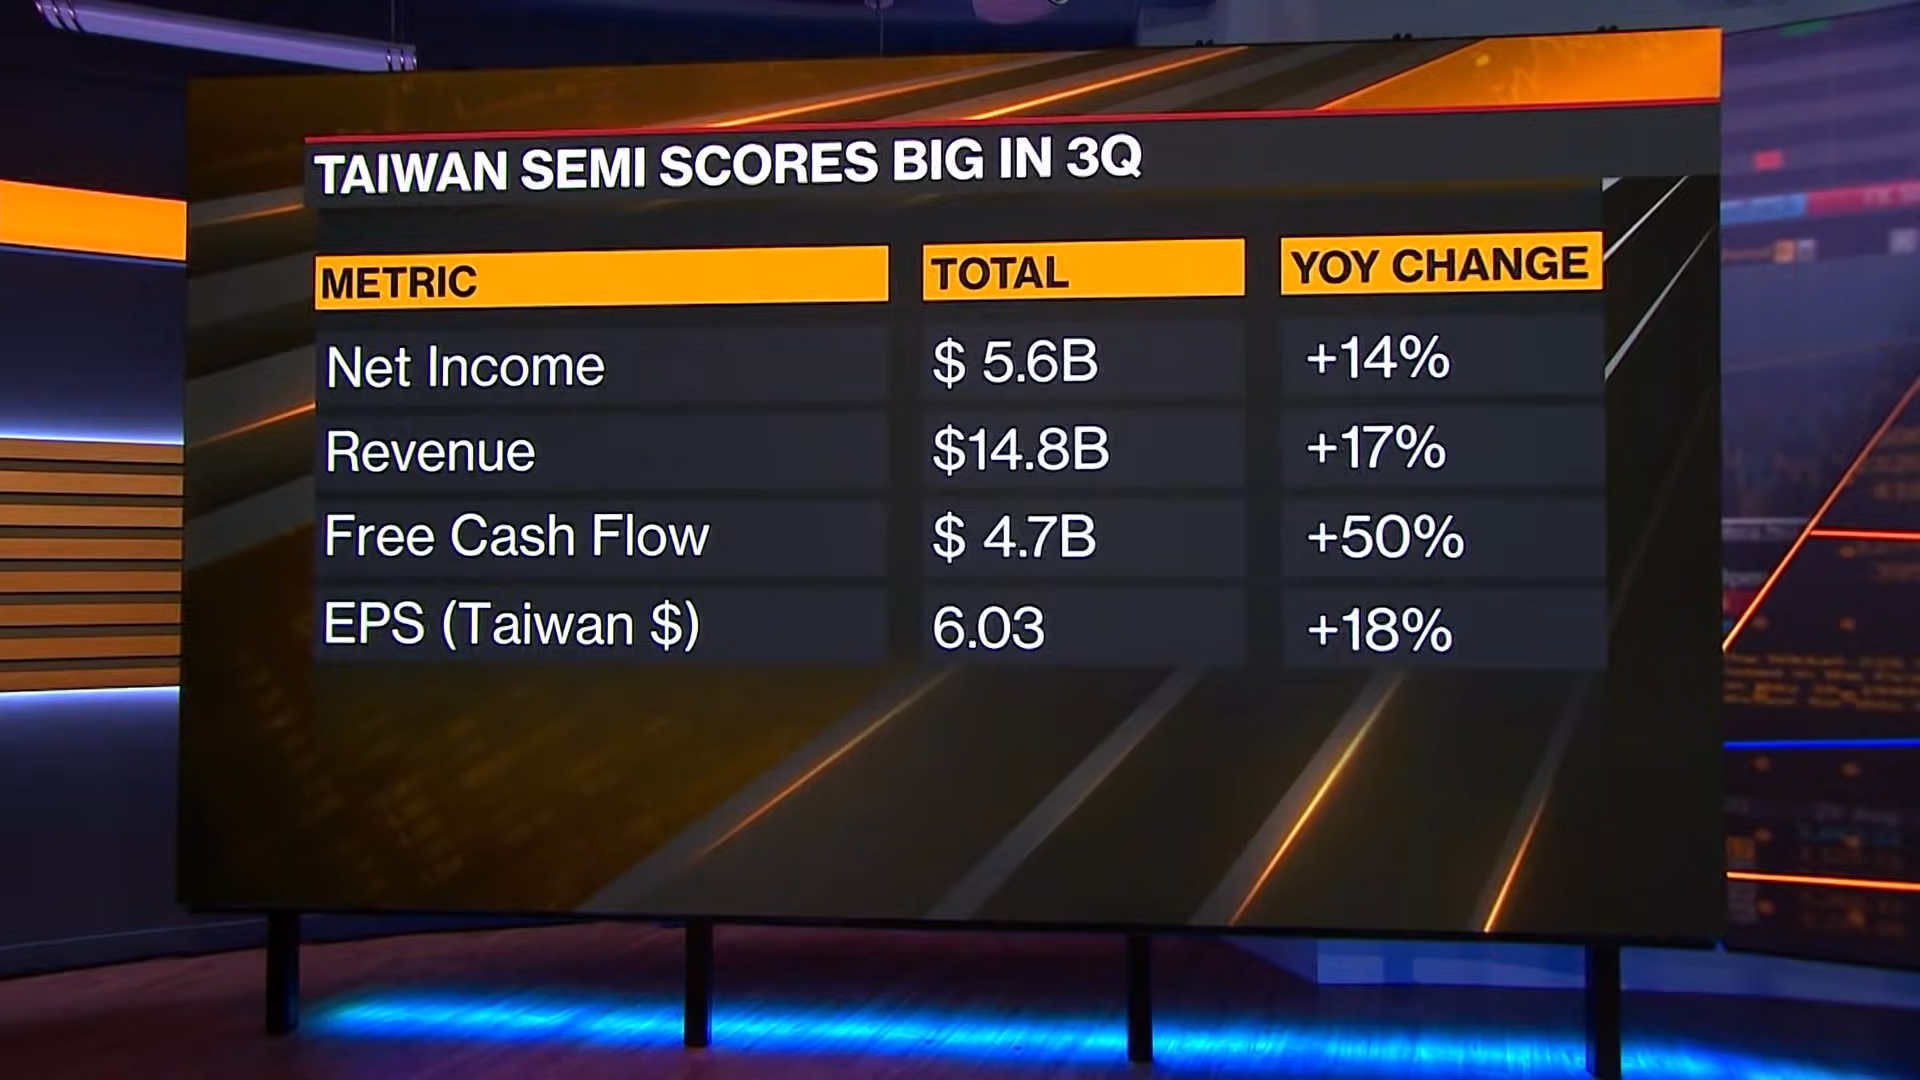 TAIWAN SEMI SCORES BIG IN 3Q
METRIC TOTAL YOY CHANGE
Net Income $ 5.6B +14%
Revenue $14.8B +17%
Free Cash Flow $ 4.7B +50%
EPS (Taiwan $) 6.03 +18%